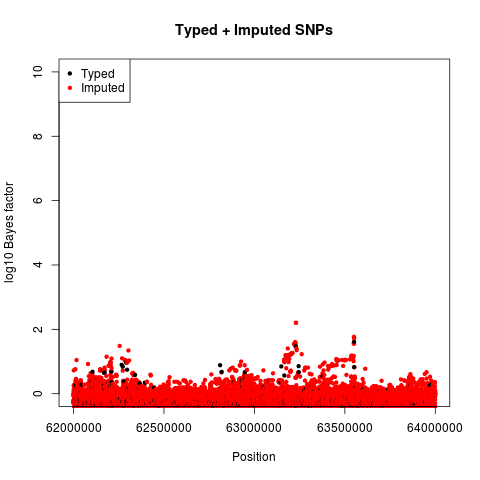 Typed + Imputed SNPs
Typed
Imputed
log10 Bayes factor
10
8
6
4
2
0
62000000 62500000 63000000 63500000 64000000
Position